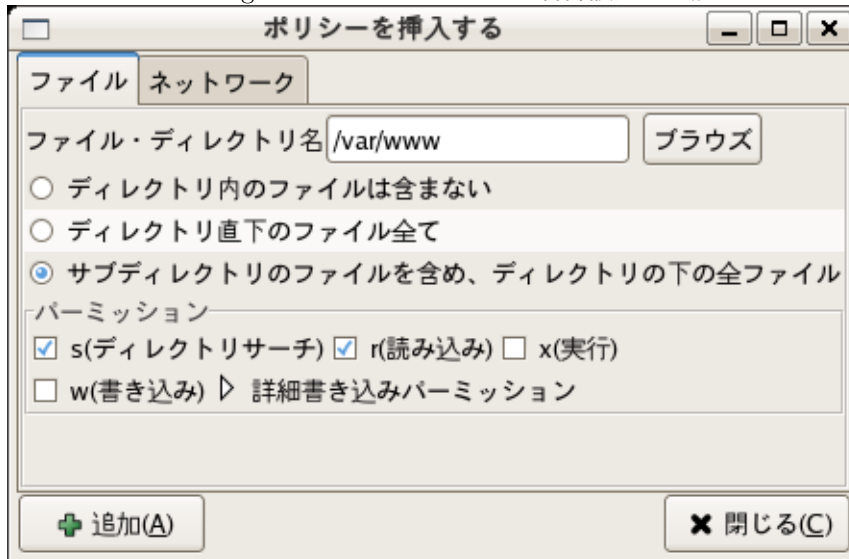 ポリシーを挿入する
ファイル ネットワーク
ファイル・ディレクトリ名 /var/www ブラウズ
ディレクトリ内のファイルは含まない
ディレクトリ直下のファイル全て
サブディレクトリのファイルを含め、ディレクトリの下の全ファイル
パーミッション
s(ディレクトリサーチ) r(読み込み) x(実行)
w(書き込み) 詳細書き込みパーミッション
追加(A) 閉じる(C)